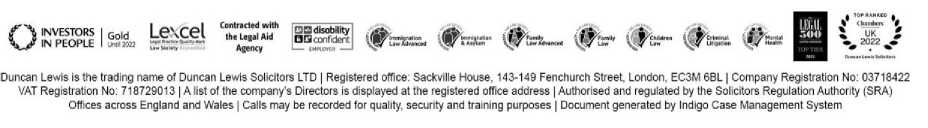 INVESTORS
IN PEOPLE
Gold
Until 2022
Lexcel
Legal Practice Quality Mark
Law Society Accredited
Contracted with
the Legal Aid
Agency
disability
confident
EMPLOYER
Immigration
Law Advanced
Immigration
& Asylum
Family
Law Advanced
Family
Law
Children
Law
Criminal
Litigation
Mental
Health
LEGAL
500
TOP TIER
2022
TOP RANKED
Chambers
UK
2022
Duncan Lewis Solicitors
Duncan Lewis is the trading name of Duncan Lewis Solicitors LTD | Registered office: Sackville House, 143-149 Fenchurch Street, London, EC3M 6BL | Company Registration No: 03718422
VAT Registration No: 718729013 | A list of the company's Directors is displayed at the registered office address | Authorised and regulated by the Solicitors Regulation Authority (SRA)
Offices across England and Wales | Calls may be recorded for quality, security and training purposes | Document generated by Indigo Case Management System